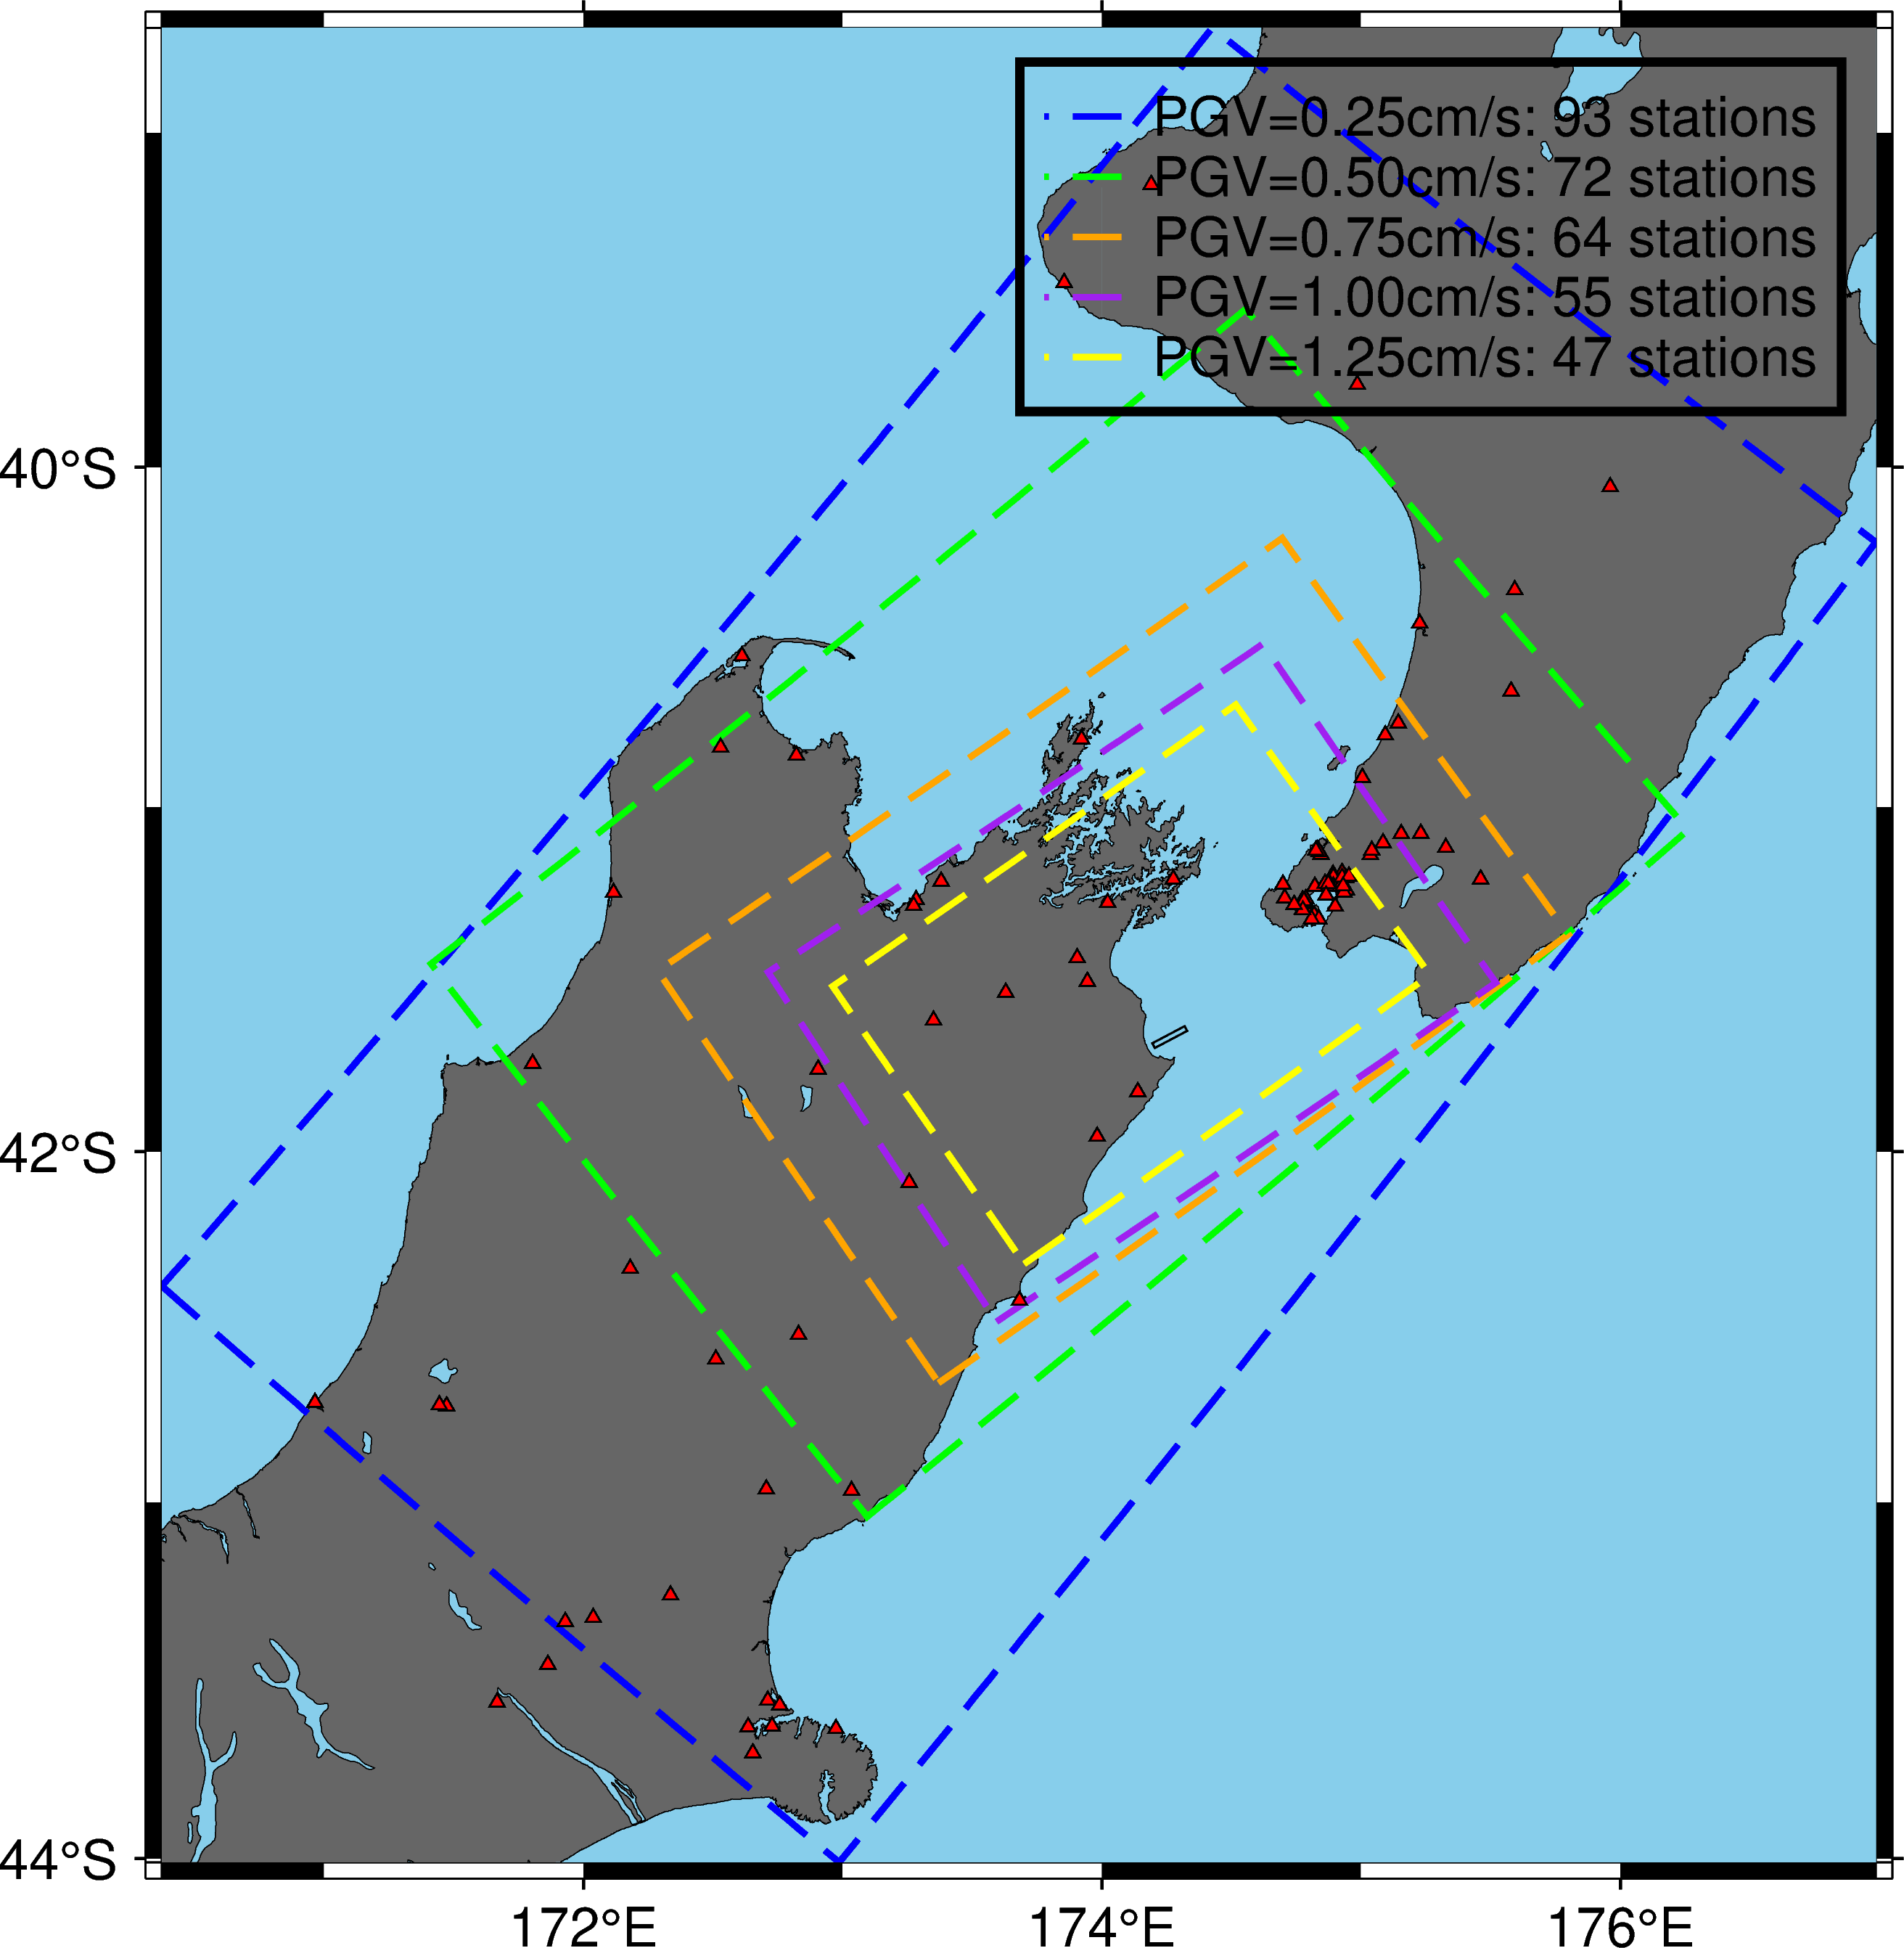 PGV=0.25cm/s: 93 stations
PGV=0.50cm/s: 72 stations
PGV=0.75cm/s: 64 stations
PGV=1.00cm/s: 55 stations
PGV=1.25cm/s: 47 stations
40°S
42°S
44°S
172°E 174°E 176°E